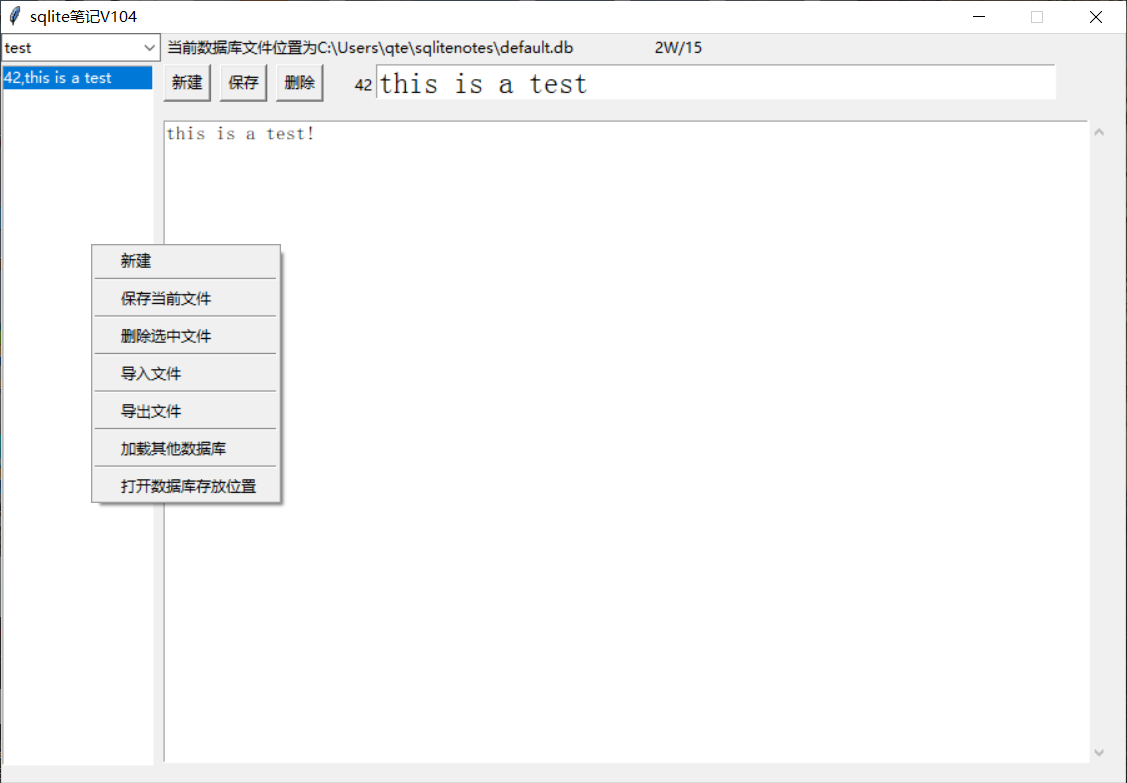 sqlite笔记V104
test
当前数据库文件位置为C:\Users\qte\sqlitenotes\default.db
2W/15
42,this is a test
新建
保存
删除
42
this is a test
this is a test!
新建
保存当前文件
删除选中文件
导入文件
导出文件
加载其他数据库
打开数据库存放位置